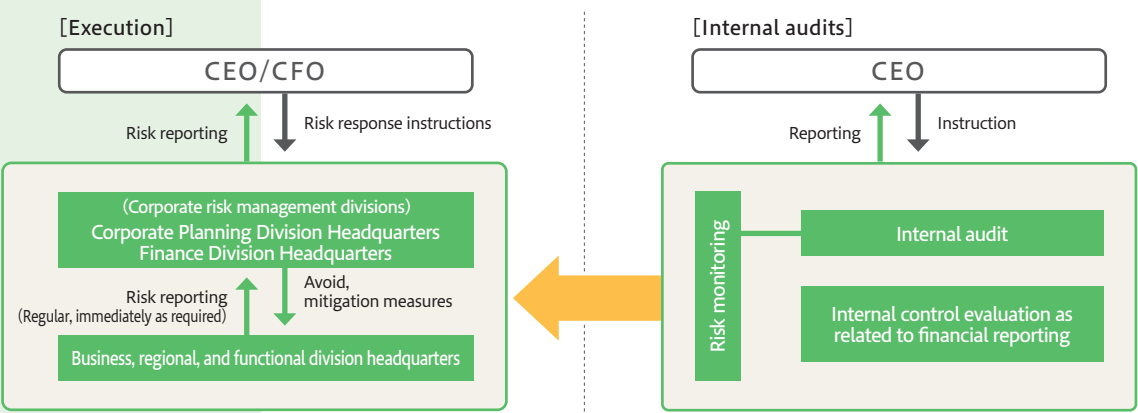 [Execution]
CEO/CFO
Risk reporting
Risk response instructions
(Corporate risk management divisions)
Corporate Planning Division Headquarters
Finance Division Headquarters
Risk reporting
(Regular, immediately as required)
Avoid,
mitigation measures
Business, regional, and functional division headquarters
[Internal audits]
CEO
Reporting
Instruction
Risk monitoring
Internal audit
Internal control evaluation as
related to financial reporting